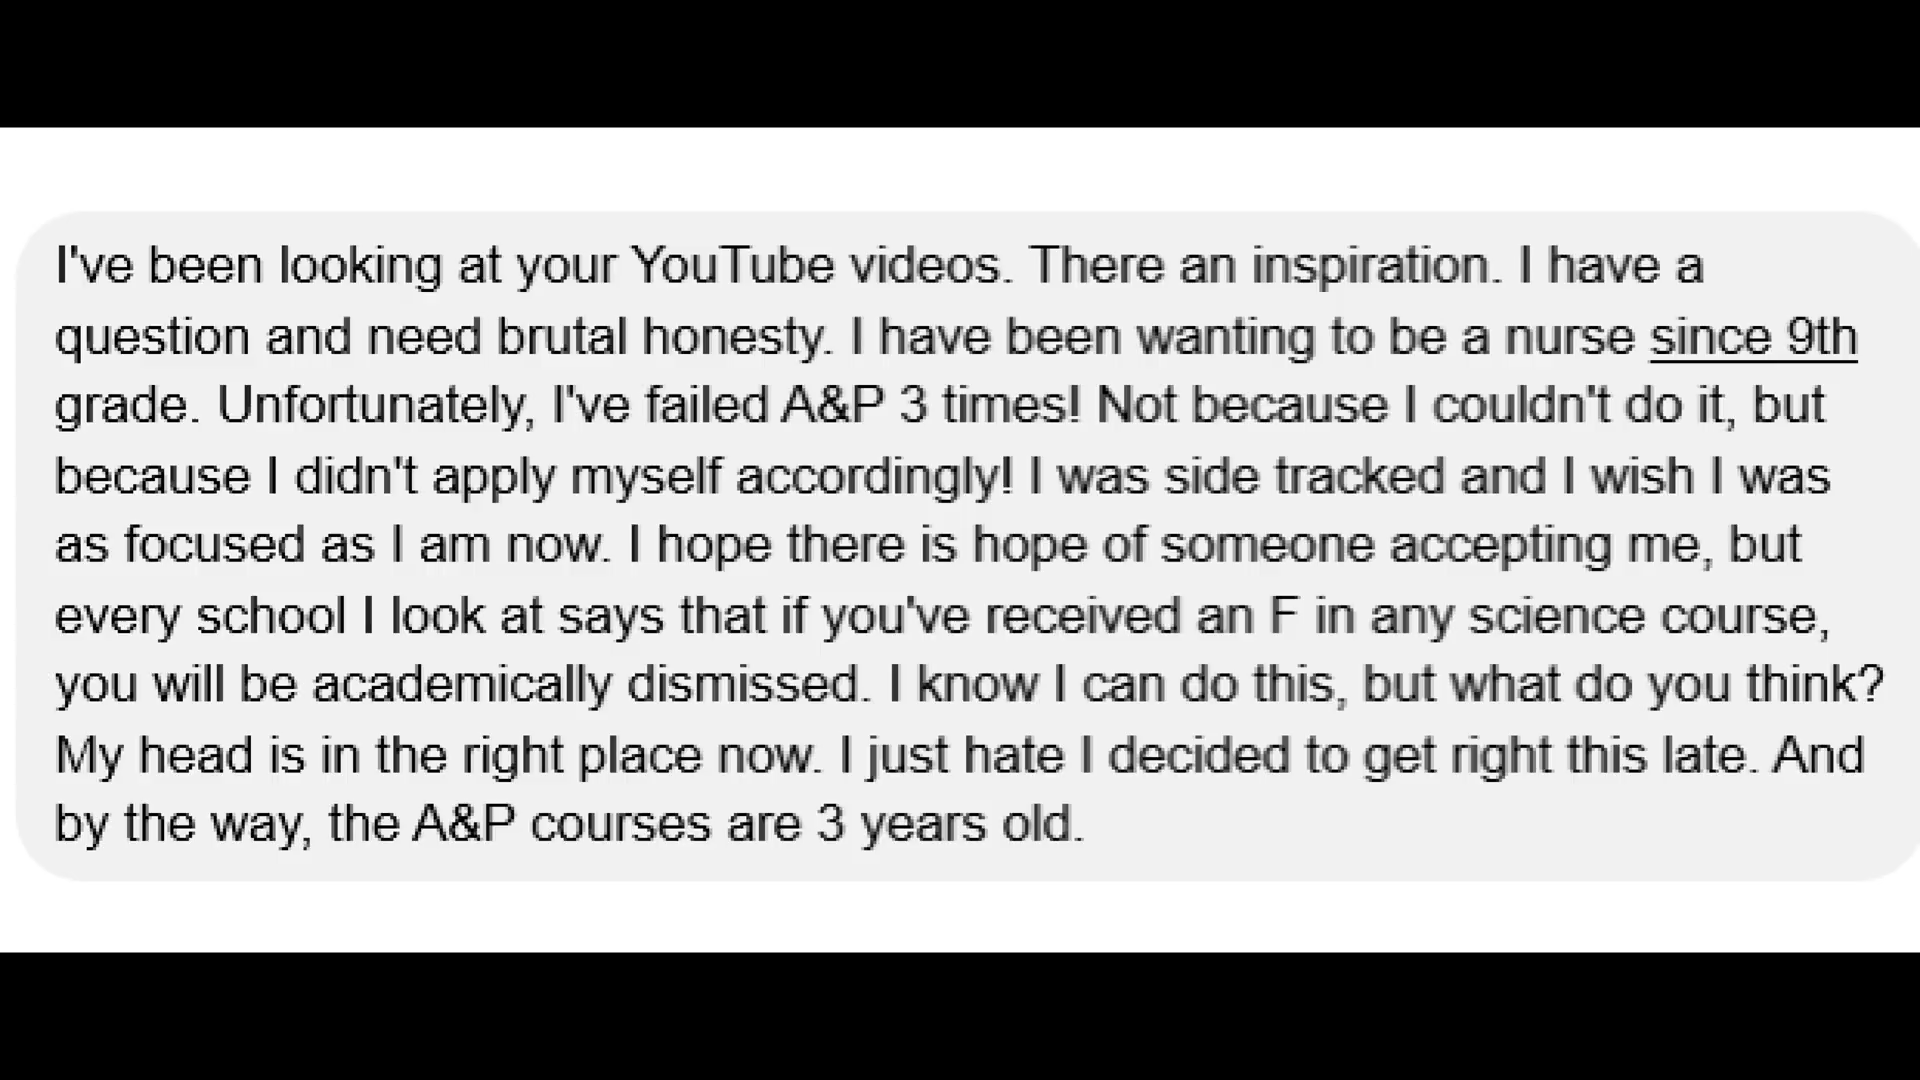 I've been looking at your YouTube videos. There an inspiration. I have a
question and need brutal honesty. I have been wanting to be a nurse since 9th
grade. Unfortunately, I've failed A&P 3 times! Not because I couldn't do it, but
because I didn't apply myself accordingly! I was side tracked and I wish I was
as focused as I am now. I hope there is hope of someone accepting me, but
every school I look at says that if you've received an F in any science course,
you will be academically dismissed. I know I can do this, but what do you think?
My head is in the right place now. I just hate I decided to get right this late. And
by the way, the A&P courses are 3 years old.